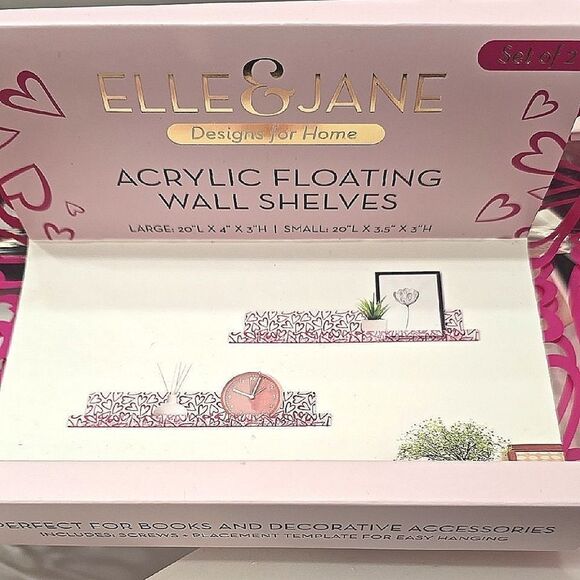 Set of 2
ELLE & JANE
Designs for Home
ACRYLIC FLOATING
WALL SHELVES
LARGE: 20"L X 4" X 3"H | SMALL: 20"L X 3.5" X 3"H
PERFECT FOR BOOKS AND DECORATIVE ACCESSORIES
INCLUDES: SCREWS + PLACEMENT TEMPLATE FOR EASY HANGING